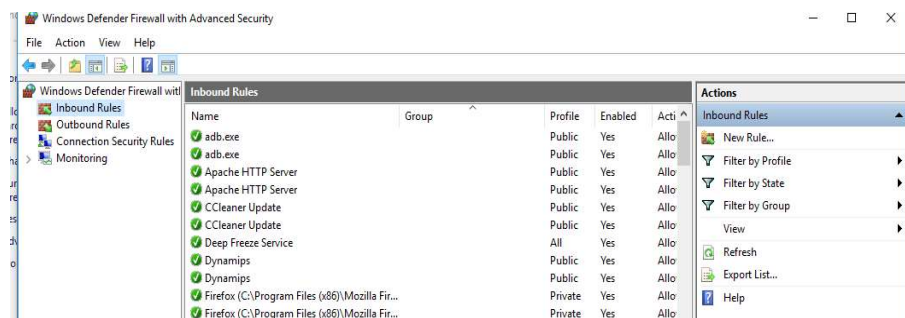 Windows Defender Firewall with Advanced Security
File Action View Help
Windows Defender Firewall witl
Inbound Rules
Outbound Rules
Connection Security Rules
Monitoring
Inbound Rules
Name Group Profile Enabled Acti
adb.exe Public Yes Allo
adb.exe Public Yes Allo
Apache HTTP Server Public Yes Allo
Apache HTTP Server Public Yes Allo
CCleaner Update Public Yes Allo
CCleaner Update Public Yes Allo
Deep Freeze Service All Yes Allo
Dynamips Public Yes Allo
Dynamips Public Yes Allo
Firefox (C:\Program Files (x86)\Mozilla Fir... Private Yes Allo
Firefox (C:\Program Files (x86)\Mozilla Fir... Private Yes Allo
Actions
Inbound Rules
New Rule...
Filter by Profile
Filter by State
Filter by Group
View
Refresh
Export List...
Help